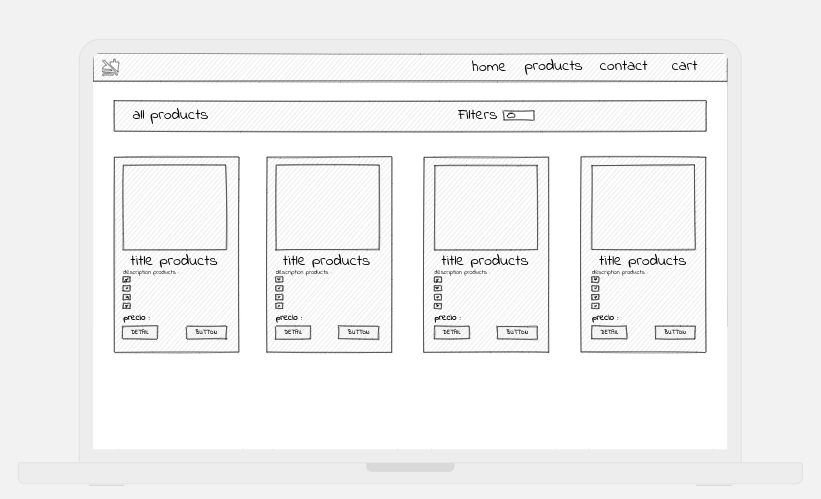 home products contact cart
all products Filters
title products title products title products title products
description products : description products : description products : description products :
precio : precio : precio : precio :
DETAIL BUTTON DETAIL BUTTON DETAIL BUTTON DETAIL BUTTON